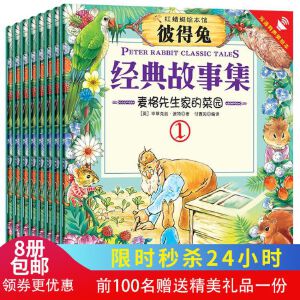 红蜻蜓绘本馆
彼得兔
PETER RABBIT CLASSIC TALES
经典故事集
麦格先生家的菜园
1
8册
包邮
领券更优惠
限时秒杀24小时
前100名赠送精美礼品一份